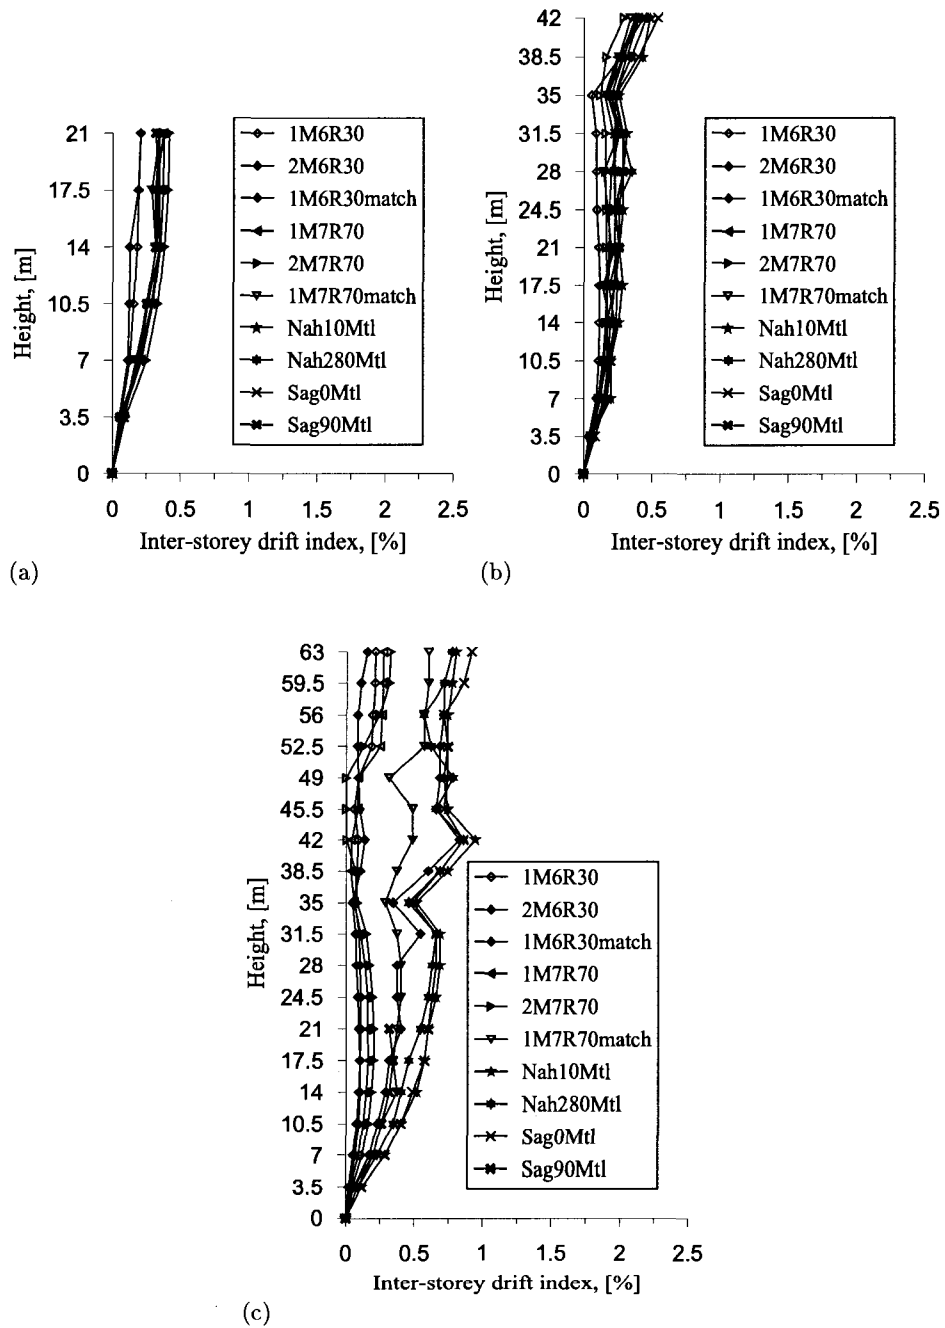 21
17.5
14
10.5
7
3.5
0
Height, [m]
0 0.5 1 1.5 2 2.5
Inter-storey drift index, [%]
1M6R30
2M6R30
1M6R30match
1M7R70
2M7R70
1M7R70match
Nah10Mtl
Nah280Mtl
Sag0Mtl
Sag90Mtl
(a)
42
38.5
35
31.5
28
24.5
21
17.5
14
10.5
7
3.5
0
Height, [m]
0 0.5 1 1.5 2 2.5
Inter-storey drift index, [%]
1M6R30
2M6R30
1M6R30match
1M7R70
2M7R70
1M7R70match
Nah10Mtl
Nah280Mtl
Sag0Mtl
Sag90Mtl
(b)
63
59.5
56
52.5
49
45.5
42
38.5
35
31.5
28
24.5
21
17.5
14
10.5
7
3.5
0
Height, [m]
0 0.5 1 1.5 2 2.5
Inter-storey drift index, [%]
1M6R30
2M6R30
1M6R30match
1M7R70
2M7R70
1M7R70match
Nah10Mtl
Nah280Mtl
Sag0Mtl
Sag90Mtl
(c)